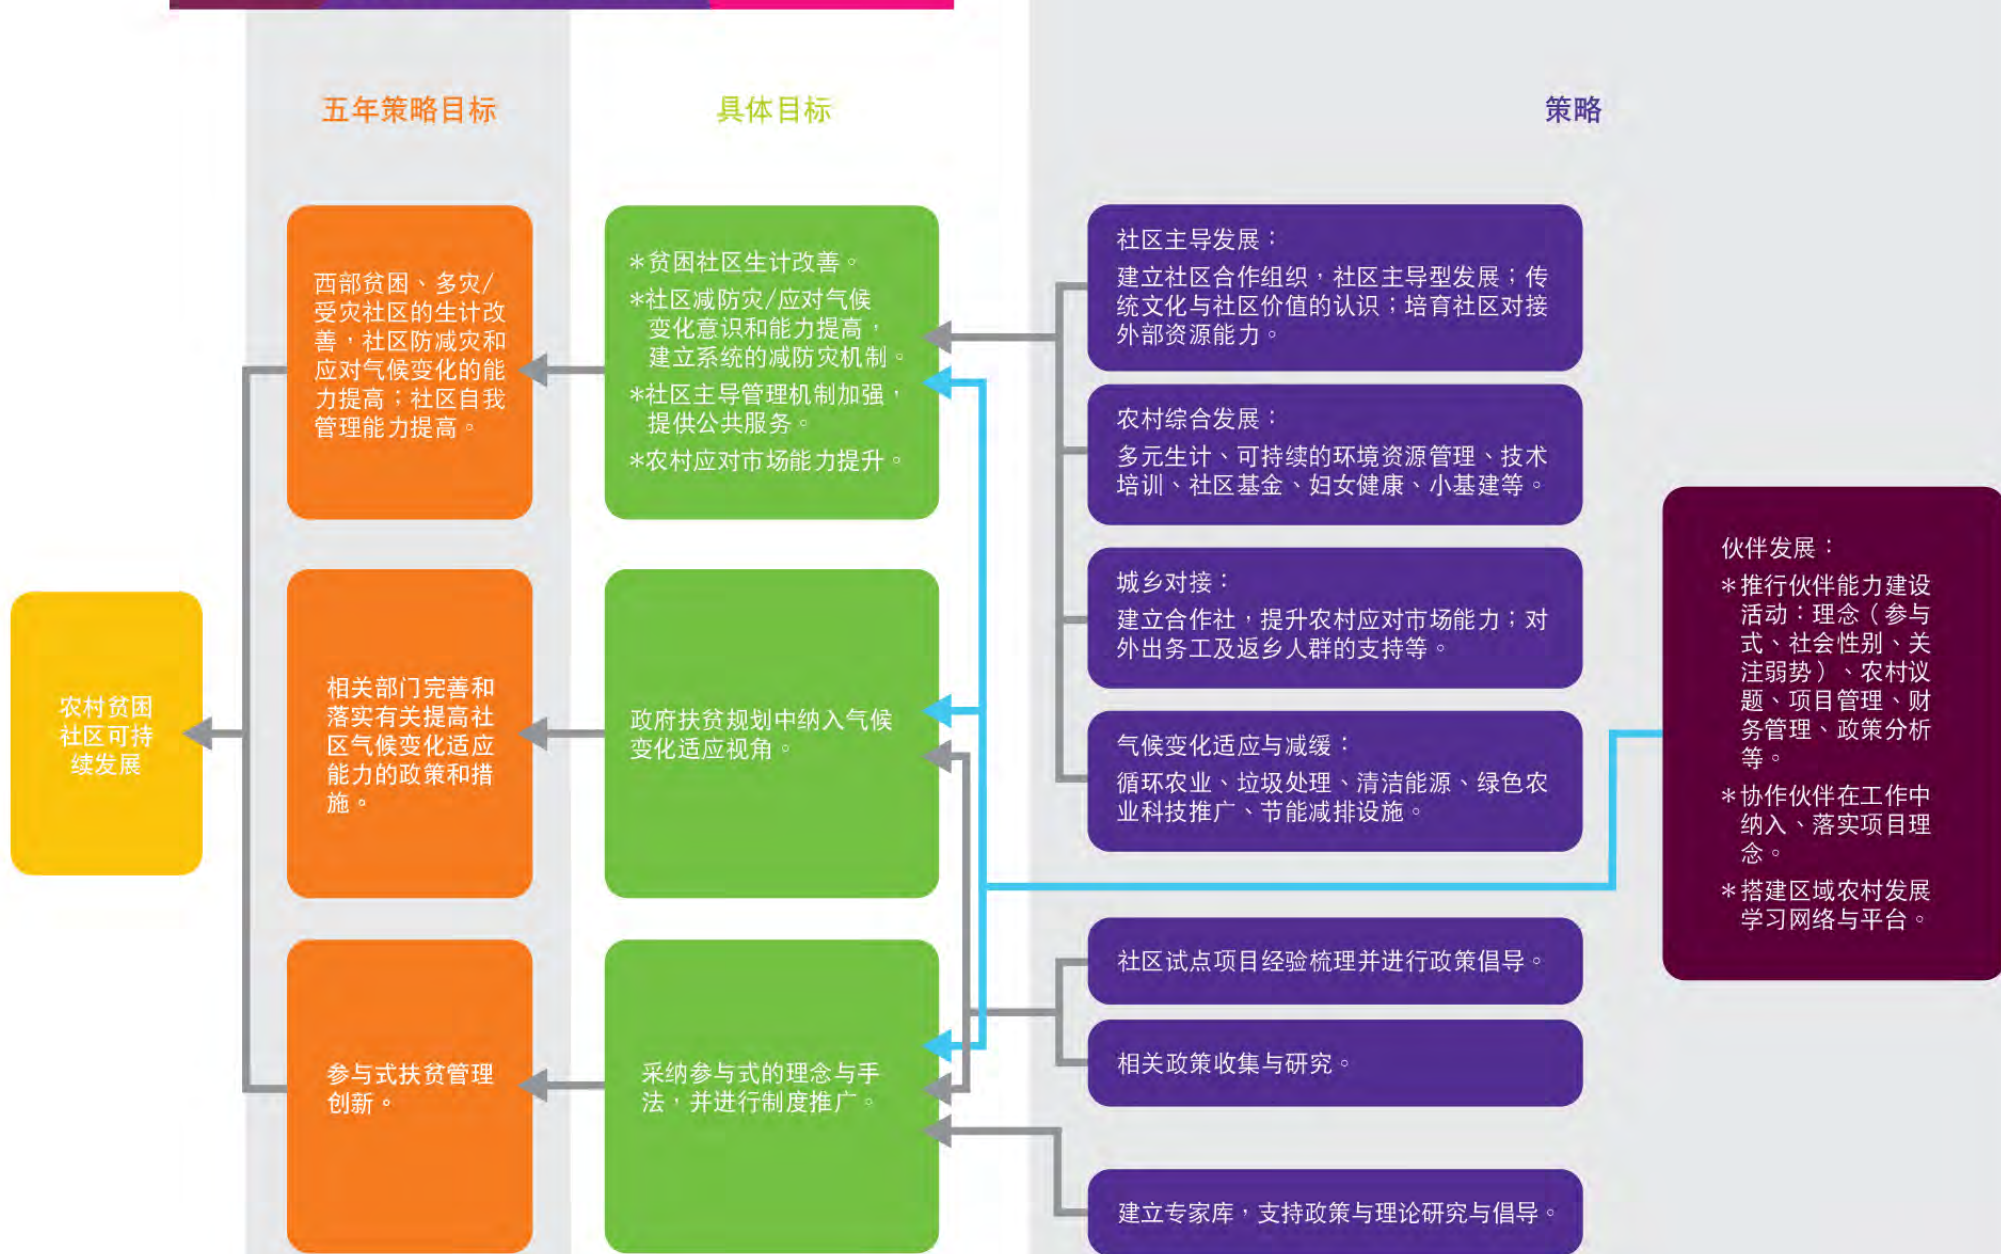 五年策略目标
具体目标
策略
农村贫困
社区可持
续发展
西部贫困、多灾/
受灾社区的生计改
善，社区防减灾和
应对气候变化的能
力提高；社区自我
管理能力提高。
相关部门完善和
落实有关提高社
区气候变化适应
能力的政策和措
施。
参与式扶贫管理
创新。
*贫困社区生计改善。
*社区减防灾/应对气候
变化意识和能力提高，
建立系统的减防灾机制。
*社区主导管理机制加强，
提供公共服务。
*农村应对市场能力提升。
政府扶贫规划中纳入气候
变化适应视角。
采纳参与式的理念与手
法，并进行制度推广。
社区主导发展：
建立社区合作组织，社区主导型发展；传
统文化与社区价值的认识；培育社区对接
外部资源能力。
农村综合发展：
多元生计、可持续的环境资源管理、技术
培训、社区基金、妇女健康、小基建等。
城乡对接：
建立合作社，提升农村应对市场能力；对
外出务工及返乡人群的支持等。
气候变化适应与减缓：
循环农业、垃圾处理、清洁能源、绿色农
业科技推广、节能减排设施。
社区试点项目经验梳理并进行政策倡导。
相关政策收集与研究。
建立专家库，支持政策与理论研究与倡导。
伙伴发展：
*推行伙伴能力建设
活动：理念（参与
式、社会性别、关
注弱势）、农村议
题、项目管理、财
务管理、政策分析
等。
*协作伙伴在工作中
纳入、落实项目理
念。
*搭建区域农村发展
学习网络与平台。